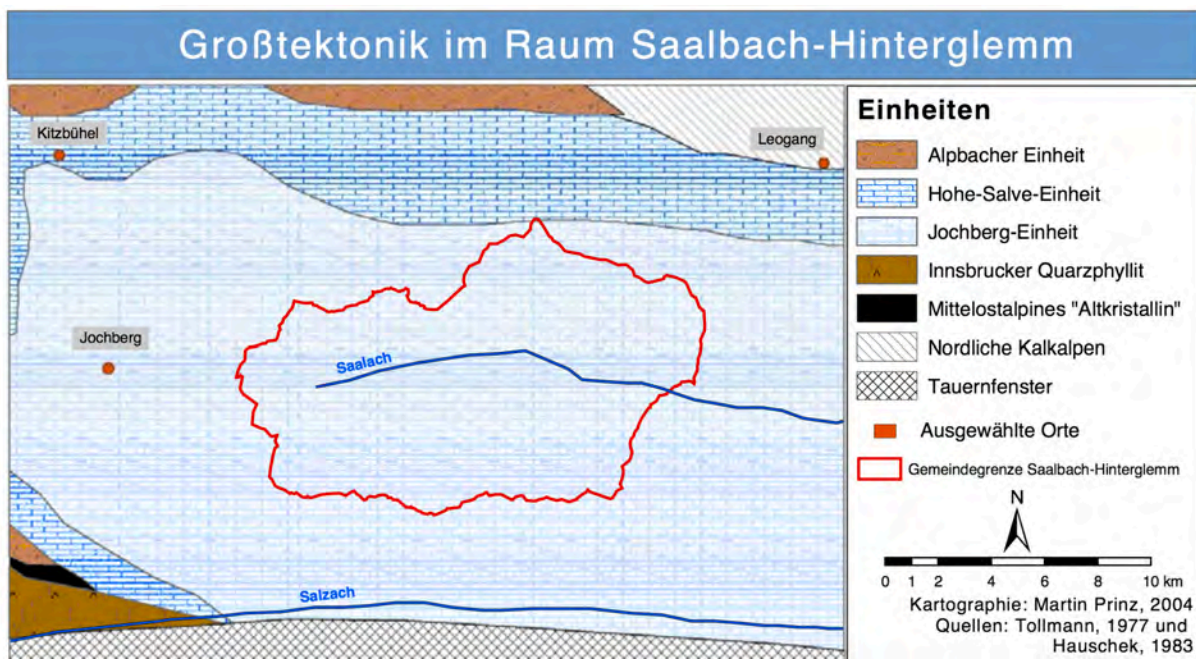 Großtektonik im Raum Saalbach-Hinterglemm
Kitzbühel
Leogang
Jochberg
Saalach
Salzach
Einheiten
Alpbacher Einheit
Hohe-Salve-Einheit
Jochberg-Einheit
Innsbrucker Quarzphyllit
Mittelostalpines "Altkristallin"
Nordliche Kalkalpen
Tauernfenster
Ausgewählte Orte
Gemeindegrenze Saalbach-Hinterglemm
N
0 1 2 4 6 8 10 km
Kartographie: Martin Prinz, 2004
Quellen: Tollmann, 1977 und
Hauschek, 1983